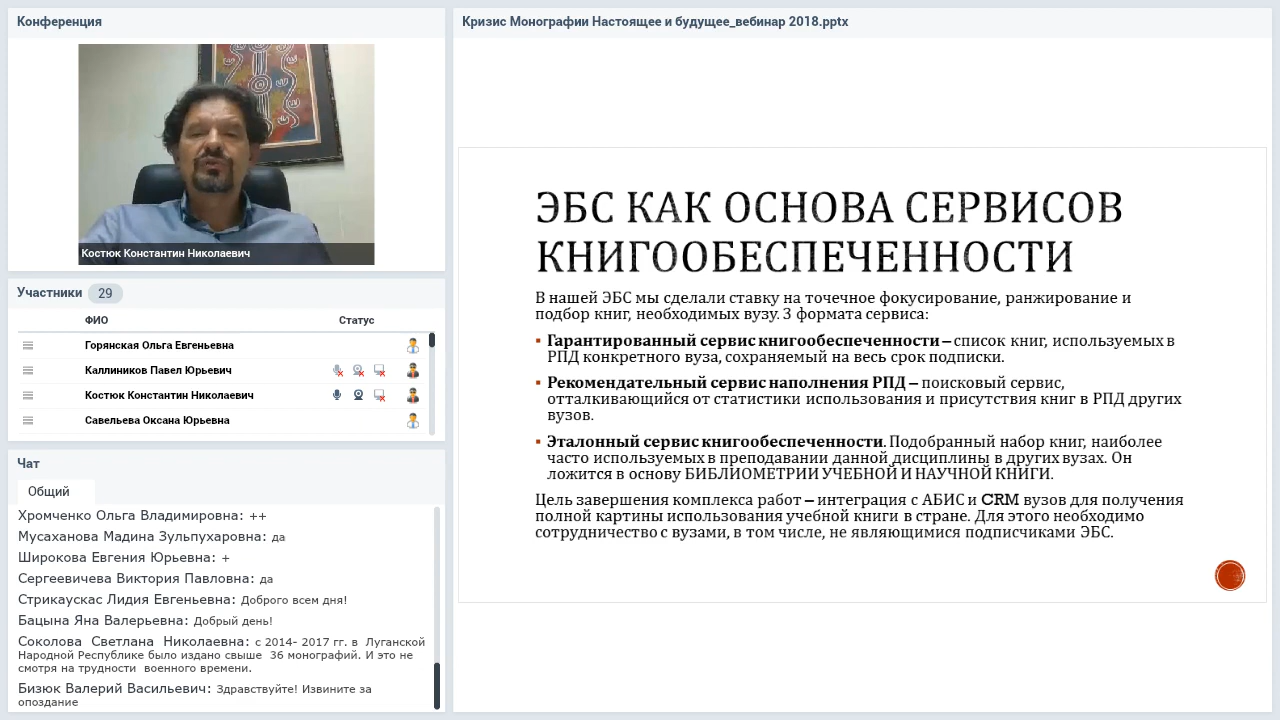 Конференция
Костюк Константин Николаевич
Участники 29
ФИО Статус
Горянская Ольга Евгеньевна
Каллиников Павел Юрьевич
Костюк Константин Николаевич
Савельева Оксана Юрьевна
Чат
Общий
Хромченко Ольга Владимировна: ++
Мусаханова Мадина Зульпухаровна: да
Широкова Евгения Юрьевна: +
Сергеевичева Виктория Павловна: да
Стрикаускас Лидия Евгеньевна: Доброго всем дня!
Бацына Яна Валерьевна: Добрый день!
Соколова Светлана Николаевна: с 2014- 2017 гг. в Луганской
Народной Республике было издано свыше 36 монографий. И это не
смотря на трудности военного времени.
Бизюк Валерий Васильевич: Здравствуйте! Извините за
опоздание
Кризис Монографии Настоящее и будущее_вебинар 2018.pptx
ЭБС КАК ОСНОВА СЕРВИСОВ
КНИГООБЕСПЕЧЕННОСТИ
В нашей ЭБС мы сделали ставку на точечное фокусирование, ранжирование и
подбор книг, необходимых вузу. 3 формата сервиса:
▪ Гарантированный сервис книгообеспеченности – список книг, используемых в
РПД конкретного вуза, сохраняемый на весь срок подписки.
▪ Рекомендательный сервис наполнения РПД – поисковый сервис,
отталкивающийся от статистики использования и присутствия книг в РПД других
вузов.
▪ Эталонный сервис книгообеспеченности. Подобранный набор книг, наиболее
часто используемых в преподавании данной дисциплины в других вузах. Он
ложится в основу БИБЛИОМЕТРИИ УЧЕБНОЙ И НАУЧНОЙ КНИГИ.
Цель завершения комплекса работ – интеграция с АБИС и CRM вузов для получения
полной картины использования учебной книги в стране. Для этого необходимо
сотрудничество с вузами, в том числе, не являющимися подписчиками ЭБС.